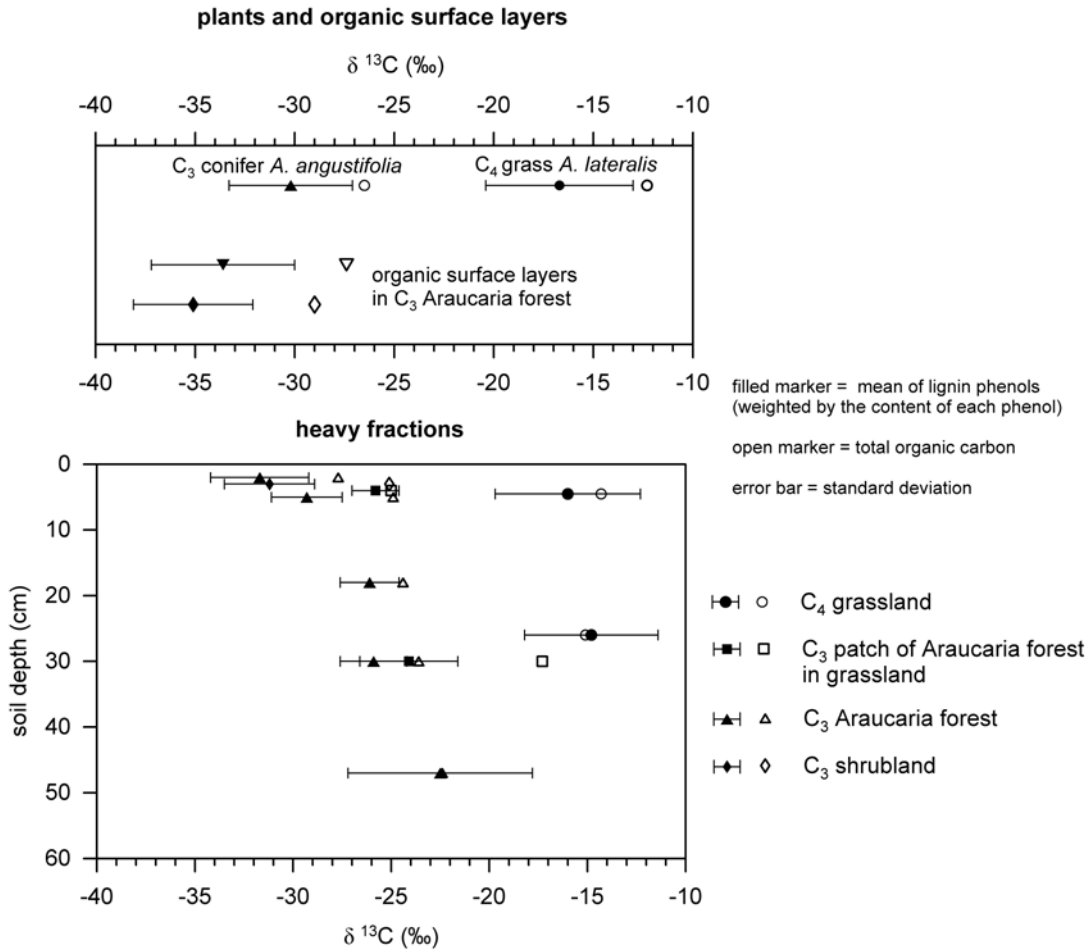 plants and organic surface layers
δ ¹³C (‰)
-40 -35 -30 -25 -20 -15 -10
C₃ conifer A. angustifolia C₄ grass A. lateralis
organic surface layers
in C₃ Araucaria forest
-40 -35 -30 -25 -20 -15 -10
filled marker = mean of lignin phenols
(weighted by the content of each phenol)
heavy fractions
open marker = total organic carbon
error bar = standard deviation
0
10
20
30
40
50
60
soil depth (cm)
C₄ grassland
C₃ patch of Araucaria forest
in grassland
C₃ Araucaria forest
C₃ shrubland
-40 -35 -30 -25 -20 -15 -10
δ ¹³C (‰)